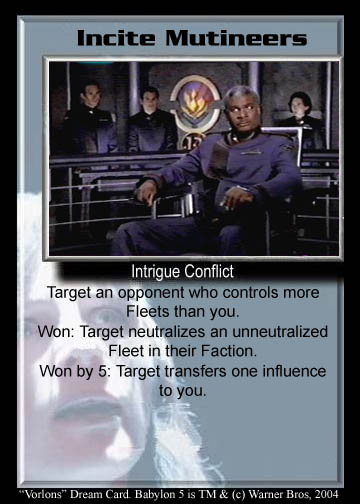 Incite Mutineers
Intrigue Conflict
Target an opponent who controls more
Fleets than you.
Won: Target neutralizes an unneutralized
Fleet in their Faction.
Won by 5: Target transfers one influence
to you.
“Vorlons” Dream Card. Babylon 5 is TM & (c) Warner Bros, 2004